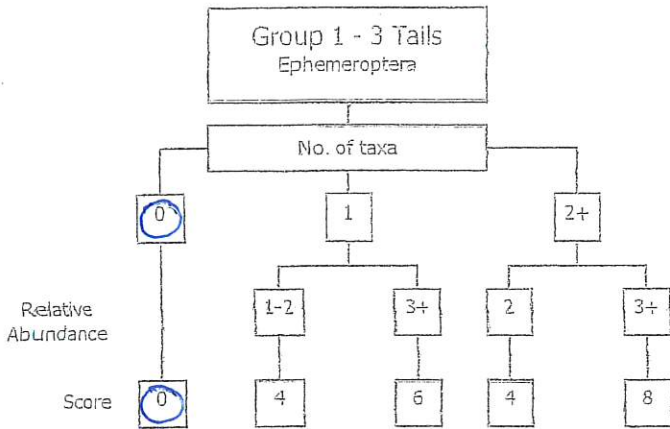 Group 1 - 3 Tails
Ephemeroptera
No. of taxa
0 1 2+
Relative
Abundance
1-2 3+ 2 3+
Score 0 4 6 4 8